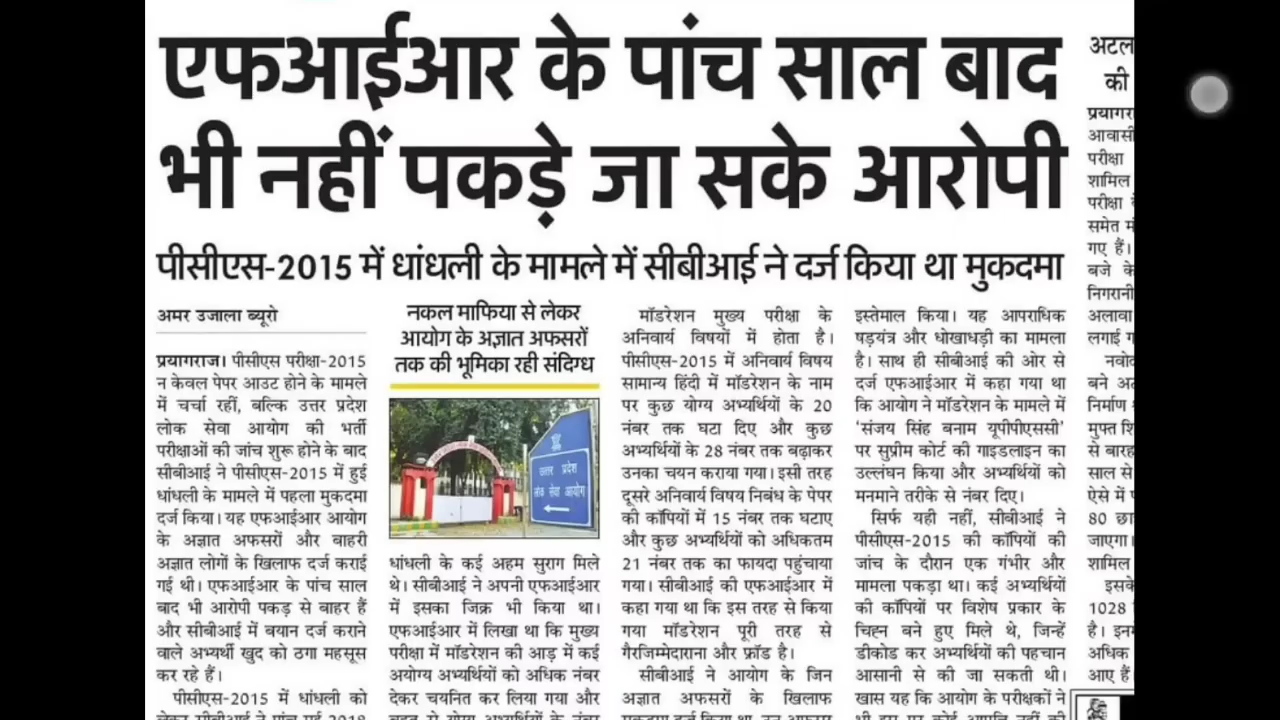 एफआईआर के पांच साल बाद
भी नहीं पकड़े जा सके आरोपी
पीसीएस-2015 में धांधली के मामले में सीबीआई ने दर्ज किया था मुकदमा
अमर उजाला ब्यूरो
प्रयागराज। पीसीएस परीक्षा-2015
न केवल पेपर आउट होने के मामले
में चर्चा रहीं, बल्कि उत्तर प्रदेश
लोक सेवा आयोग की भर्ती
परीक्षाओं की जांच शुरू होने के बाद
सीबीआई ने पीसीएस-2015 में हुई
धांधली के मामले में पहला मुकदमा
दर्ज किया। यह एफआईआर आयोग
के अज्ञात अफसरों और बाहरी
अज्ञात लोगों के खिलाफ दर्ज कराई
गई थी। एफआईआर के पांच साल
बाद भी आरोपी पकड़ से बाहर हैं
और सीबीआई में बयान दर्ज कराने
वाले अभ्यर्थी खुद को ठगा महसूस
कर रहे हैं।
पीसीएस-2015 में धांधली को
नकल माफिया से लेकर
आयोग के अज्ञात अफसरों
तक की भूमिका रही संदिग्ध
उत्तर प्रदेश
लोक सेवा आयोग
धांधली के कई अहम सुराग मिले
थे। सीबीआई ने अपनी एफआईआर
में इसका जिक्र भी किया था।
एफआईआर में लिखा था कि मुख्य
परीक्षा में मॉडरेशन की आड़ में कई
अयोग्य अभ्यर्थियों को अधिक नंबर
देकर चयनित कर लिया गया और
मॉडरेशन मुख्य परीक्षा के
अनिवार्य विषयों में होता है।
पीसीएस-2015 में अनिवार्य विषय
सामान्य हिंदी में मॉडरेशन के नाम
पर कुछ योग्य अभ्यर्थियों के 20
नंबर तक घटा दिए और कुछ
अभ्यर्थियों के 28 नंबर तक बढ़ाकर
उनका चयन कराया गया। इसी तरह
दूसरे अनिवार्य विषय निबंध के पेपर
की कॉपियों में 15 नंबर तक घटाए
और कुछ अभ्यर्थियों को अधिकतम
21 नंबर तक का फायदा पहुंचाया
गया। सीबीआई की एफआईआर में
कहा गया था कि इस तरह से किया
गया मॉडरेशन पूरी तरह से
गैरजिम्मेदाराना और फ्रॉड है।
सीबीआई ने आयोग के जिन
अज्ञात अफसरों के खिलाफ
इस्तेमाल किया। यह आपराधिक
षड़यंत्र और धोखाधड़ी का मामला
है। साथ ही सीबीआई की ओर से
दर्ज एफआईआर में कहा गया था
कि आयोग ने मॉडरेशन के मामले में
'संजय सिंह बनाम यूपीपीएससी'
पर सुप्रीम कोर्ट की गाइडलाइन का
उल्लंघन किया और अभ्यर्थियों को
मनमाने तरीके से नंबर दिए।
सिर्फ यही नहीं, सीबीआई ने
पीसीएस-2015 की कॉपियों की
जांच के दौरान एक गंभीर और
मामला पकड़ा था। कई अभ्यर्थियों
की कॉपियों पर विशेष प्रकार के
चिह्न बने हुए मिले थे, जिन्हें
डीकोड कर अभ्यर्थियों की पहचान
आसानी से की जा सकती थी।
खास यह कि आयोग के परीक्षकों ने
अटल
की
परीक्षा
शामिल
परीक्षा
समेत
गए हैं।
बजे के
निगरानी
अलावा
लगाई
बने
निर्माण
मुफ्त
से
साल से
ऐसे में
80
जाएगा।
शामिल
1028
है।
अधिक
आए हैं